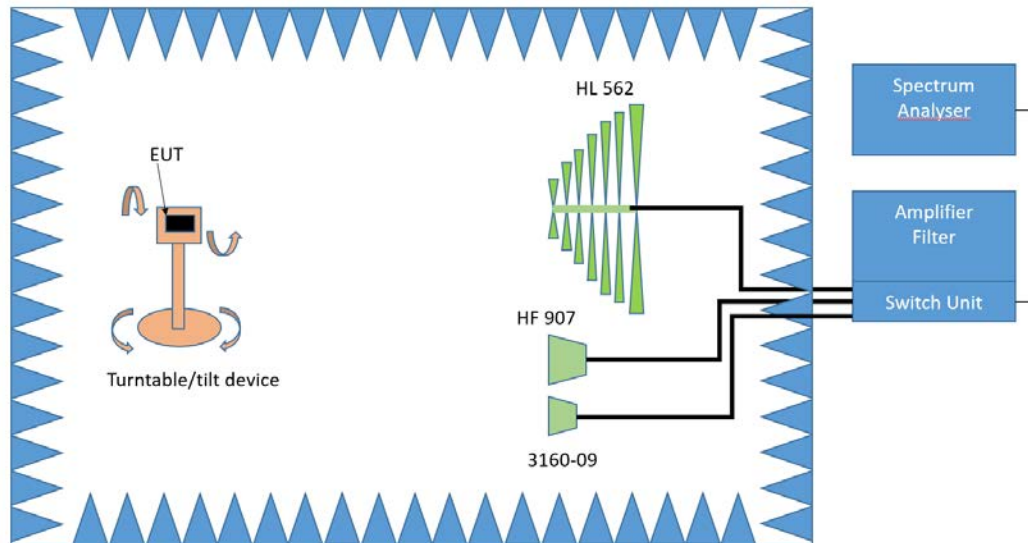 HL 562
Spectrum
Analyser
EUT
Amplifier
Filter
Switch Unit
HF 907
Turntable/tilt device
3160-09